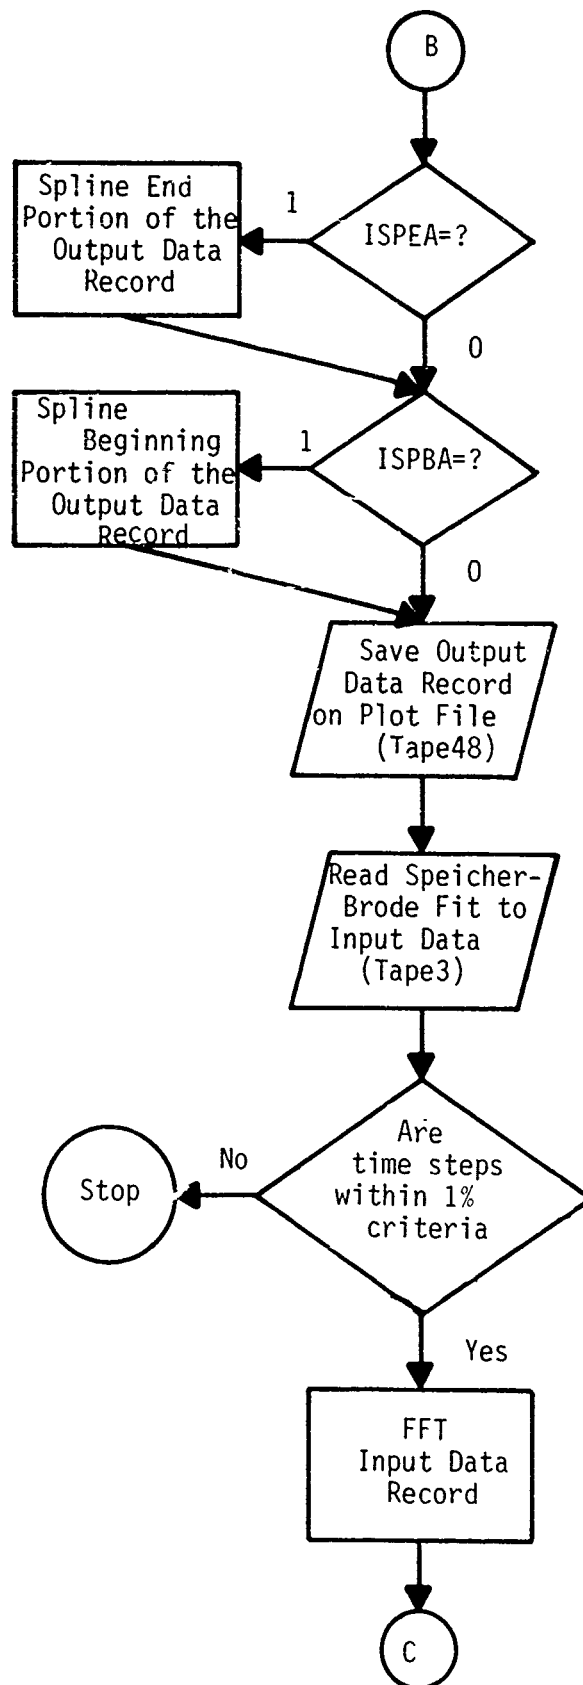 B
Spline End
Portion of the
Output Data
Record
1
ISPEA=?
0
Spline
Beginning
Portion of the
Output Data
Record
1
ISPBA=?
0
Save Output
Data Record
on Plot File
(Tape48)
Read Speicher-
Brode Fit to
Input Data
(Tape3)
Are
time steps
within 1%
criteria
No
Stop
Yes
FFT
Input Data
Record
C